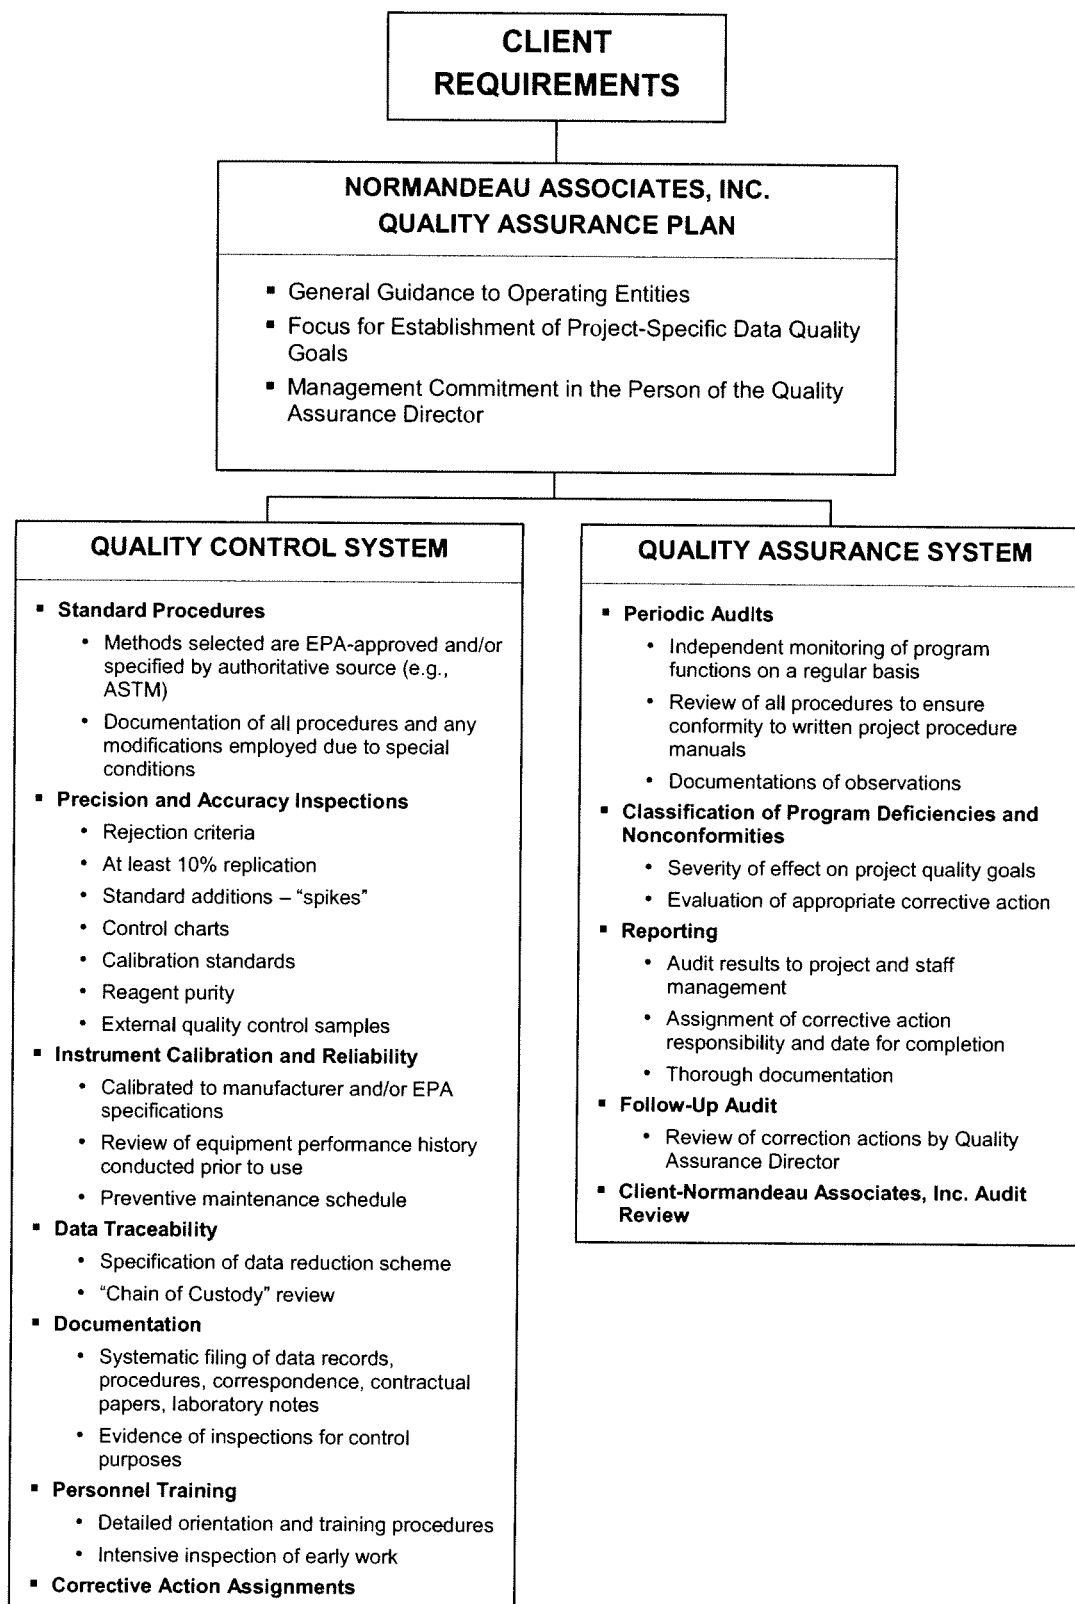 CLIENT
REQUIREMENTS
NORMANDEAU ASSOCIATES, INC.
QUALITY ASSURANCE PLAN
▪ General Guidance to Operating Entities
▪ Focus for Establishment of Project-Specific Data Quality
Goals
▪ Management Commitment in the Person of the Quality
Assurance Director
QUALITY CONTROL SYSTEM
▪ Standard Procedures
• Methods selected are EPA-approved and/or
specified by authoritative source (e.g.,
ASTM)
• Documentation of all procedures and any
modifications employed due to special
conditions
▪ Precision and Accuracy Inspections
• Rejection criteria
• At least 10% replication
• Standard additions – “spikes”
• Control charts
• Calibration standards
• Reagent purity
• External quality control samples
▪ Instrument Calibration and Reliability
• Calibrated to manufacturer and/or EPA
specifications
• Review of equipment performance history
conducted prior to use
• Preventive maintenance schedule
▪ Data Traceability
• Specification of data reduction scheme
• “Chain of Custody” review
▪ Documentation
• Systematic filing of data records,
procedures, correspondence, contractual
papers, laboratory notes
• Evidence of inspections for control
purposes
▪ Personnel Training
• Detailed orientation and training procedures
• Intensive inspection of early work
▪ Corrective Action Assignments
QUALITY ASSURANCE SYSTEM
▪ Periodic Audits
• Independent monitoring of program
functions on a regular basis
• Review of all procedures to ensure
conformity to written project procedure
manuals
• Documentations of observations
▪ Classification of Program Deficiencies and
Nonconformities
• Severity of effect on project quality goals
• Evaluation of appropriate corrective action
▪ Reporting
• Audit results to project and staff
management
• Assignment of corrective action
responsibility and date for completion
• Thorough documentation
▪ Follow-Up Audit
• Review of correction actions by Quality
Assurance Director
▪ Client-Normandeau Associates, Inc. Audit
Review